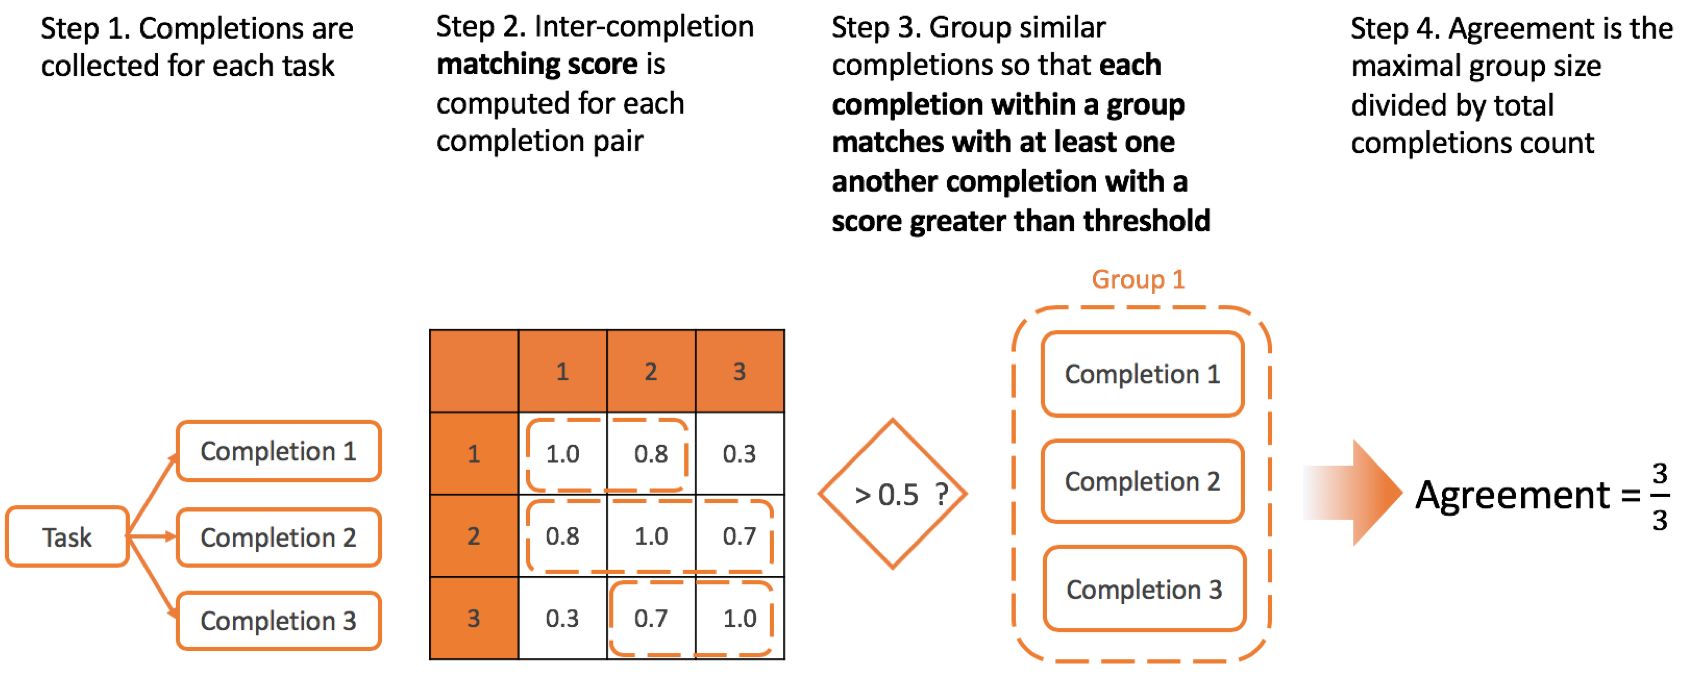 Step 1. Completions are
collected for each task
Step 2. Inter-completion
matching score is
computed for each
completion pair
Step 3. Group similar
completions so that each
completion within a group
matches with at least one
another completion with a
score greater than threshold
Step 4. Agreement is the
maximal group size
divided by total
completions count
Task
Completion 1
Completion 2
Completion 3
1 2 3
1 1.0 0.8 0.3
2 0.8 1.0 0.7
3 0.3 0.7 1.0
> 0.5 ?
Group 1
Completion 1
Completion 2
Completion 3
Agreement = 3/3